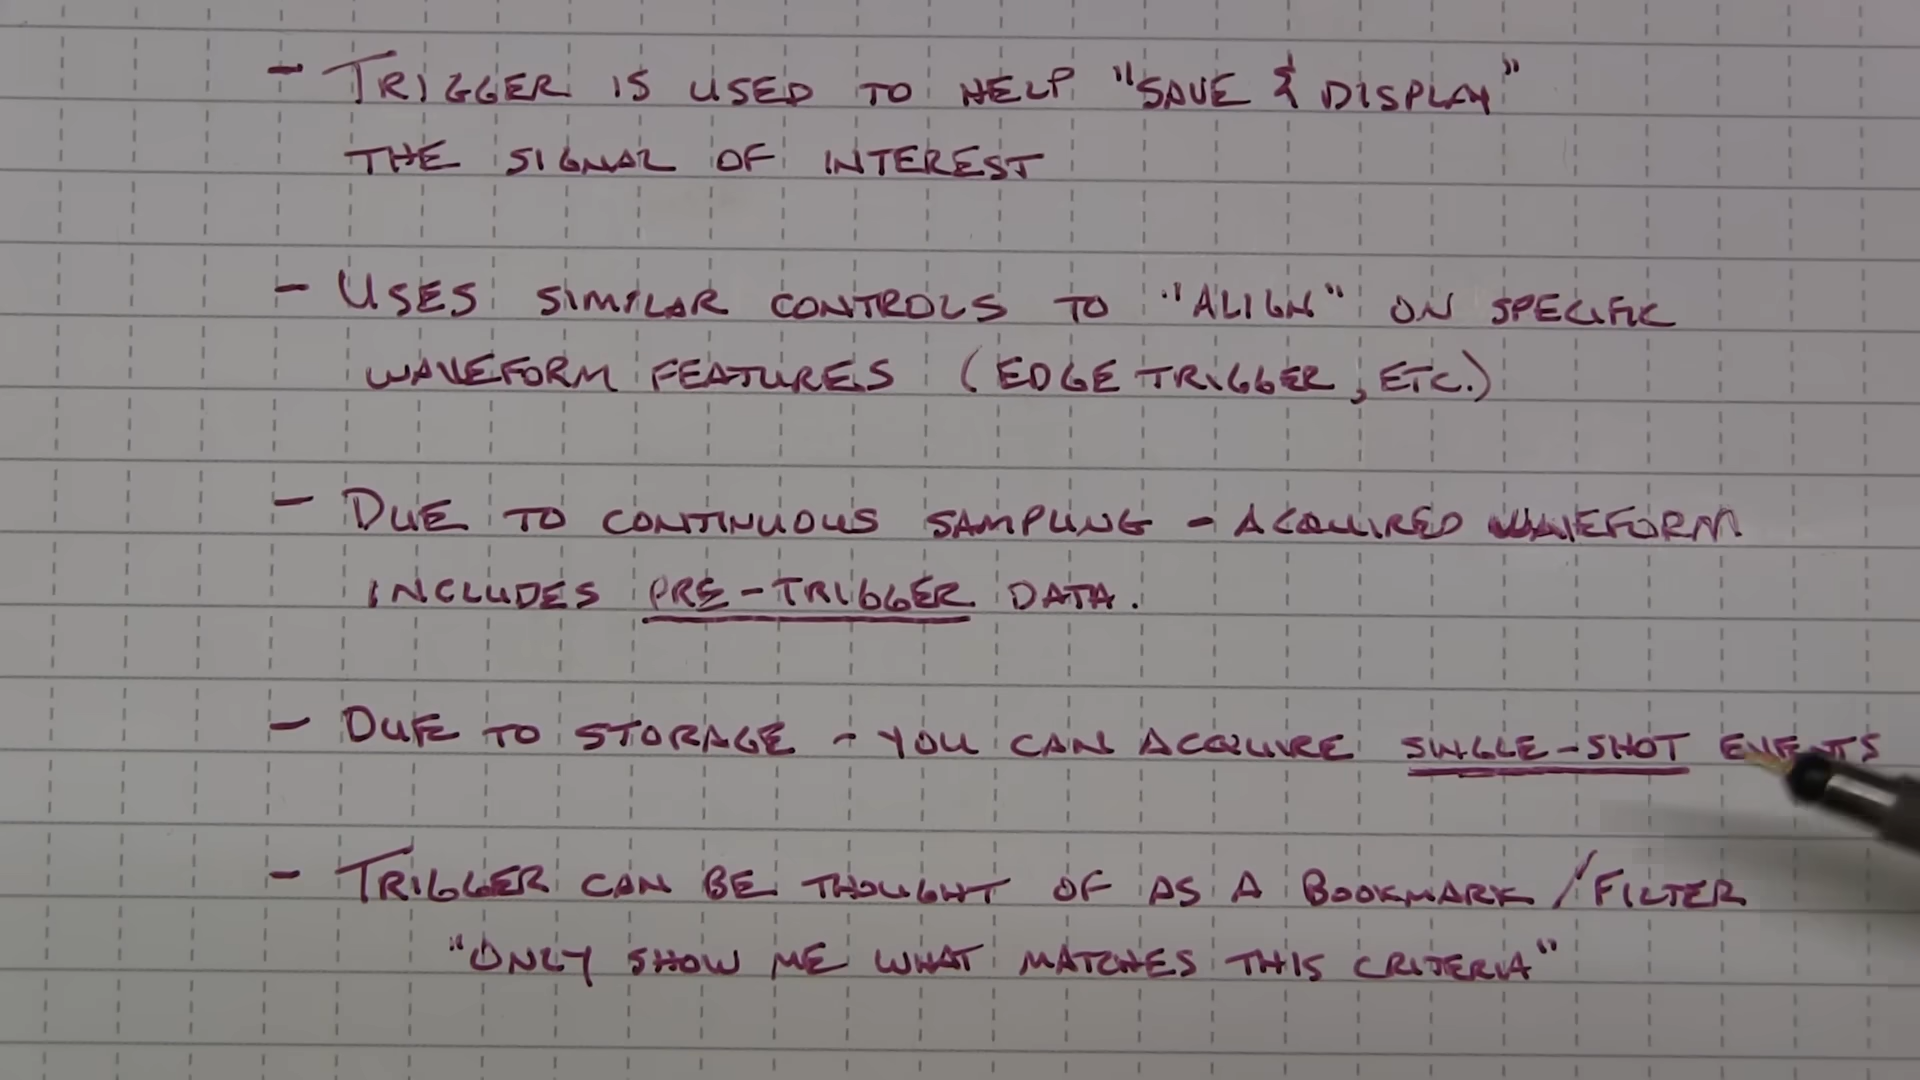 - TRIGGER IS USED TO HELP "SAVE & DISPLAY"
THE SIGNAL OF INTEREST
- USES SIMILAR CONTROLS TO "ALIGN" ON SPECIFIC
WAVEFORM FEATURES (EDGE TRIGGER, ETC.)
- DUE TO CONTINUOUS SAMPLING - ACQUIRED WAVEFORM
INCLUDES PRE-TRIGGER DATA.
- DUE TO STORAGE - YOU CAN ACQUIRE SINGLE-SHOT EVENTS
- TRIGGER CAN BE THOUGHT OF AS A BOOKMARK/FILTER
"ONLY SHOW ME WHAT MATCHES THIS CRITERIA"